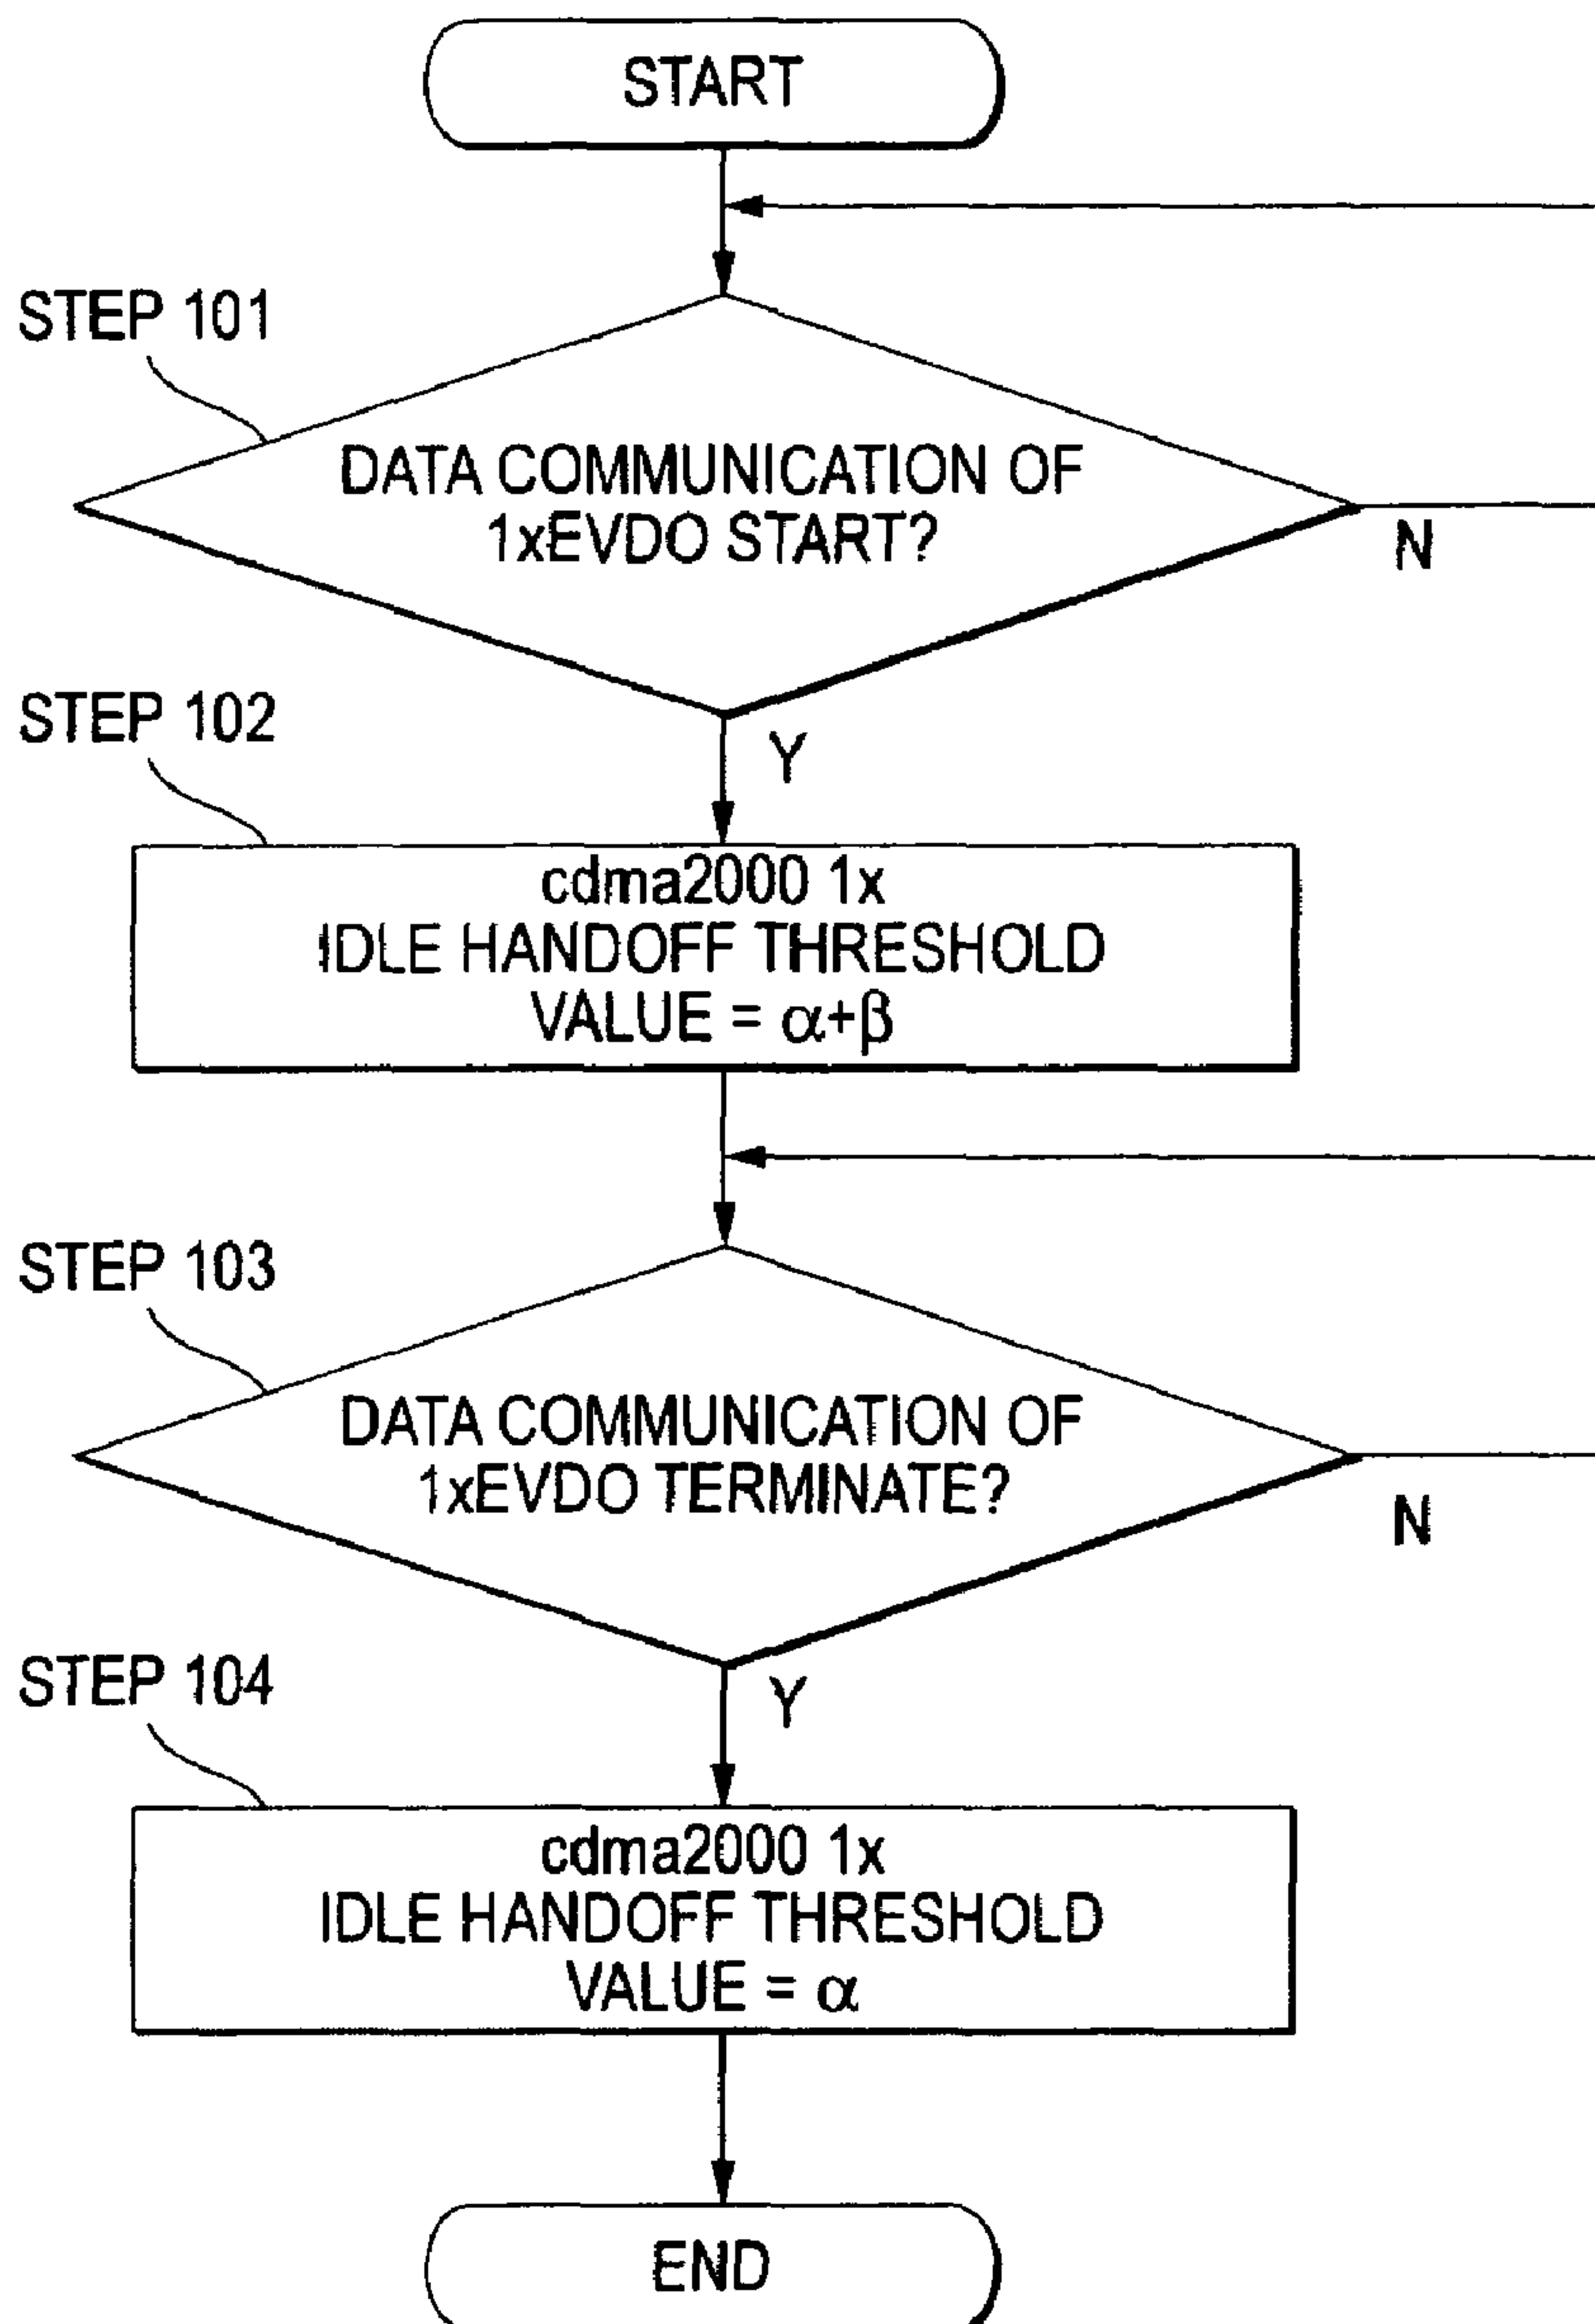 START
STEP 101
DATA COMMUNICATION OF
1xEVDO START?
N
STEP 102
Y
cdma2000 1x
IDLE HANDOFF THRESHOLD
VALUE = α+β
STEP 103
DATA COMMUNICATION OF
1xEVDO TERMINATE?
N
STEP 104
Y
cdma2000 1x
IDLE HANDOFF THRESHOLD
VALUE = α
END